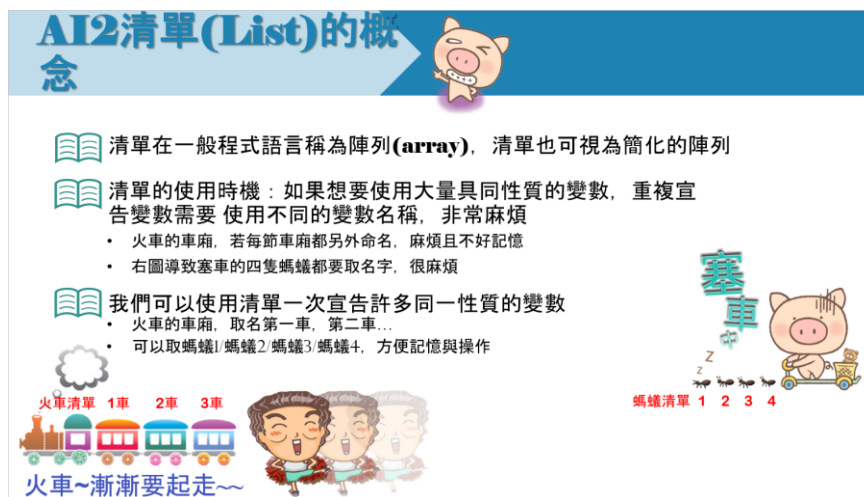 AI2清單(List)的概
念
清單在一般程式語言稱為陣列(array)，清單也可視為簡化的陣列
清單的使用時機：如果想要使用大量具同性質的變數，重複宣
告變數需要 使用不同的變數名稱，非常麻煩
• 火車的車廂，若每節車廂都另外命名，麻煩且不好記憶
• 右圖導致塞車的四隻螞蟻都要取名字，很麻煩
我們可以使用清單一次宣告許多同一性質的變數
• 火車的車廂，取名第一車，第二車…
• 可以取螞蟻1/螞蟻2/螞蟻3/螞蟻4，方便記憶與操作
塞車中
z z
螞蟻清單 1 2 3 4
火車清單 1車 2車 3車
火車~漸漸要起走~~